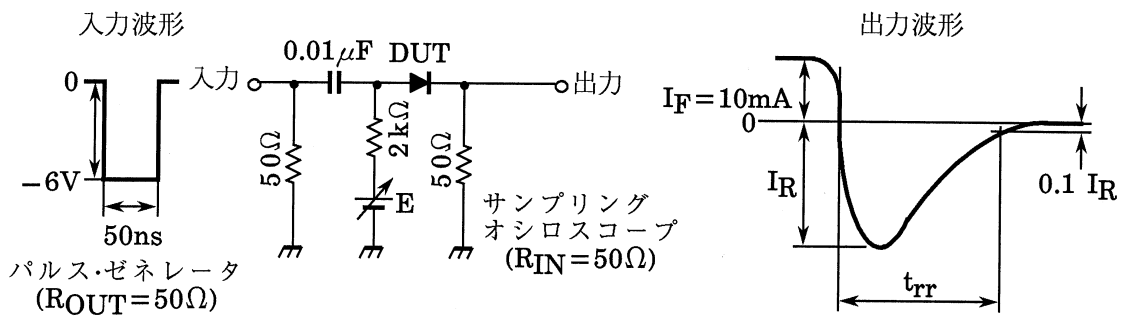 入力波形
0
−6V
50ns
パルス・ゼネレータ
(ROUT=50Ω)
入力
0.01μF
DUT
50Ω
2kΩ
E
50Ω
出力
サンプリング
オシロスコープ
(RIN=50Ω)
出力波形
IF=10mA
0
IR
0.1 IR
trr